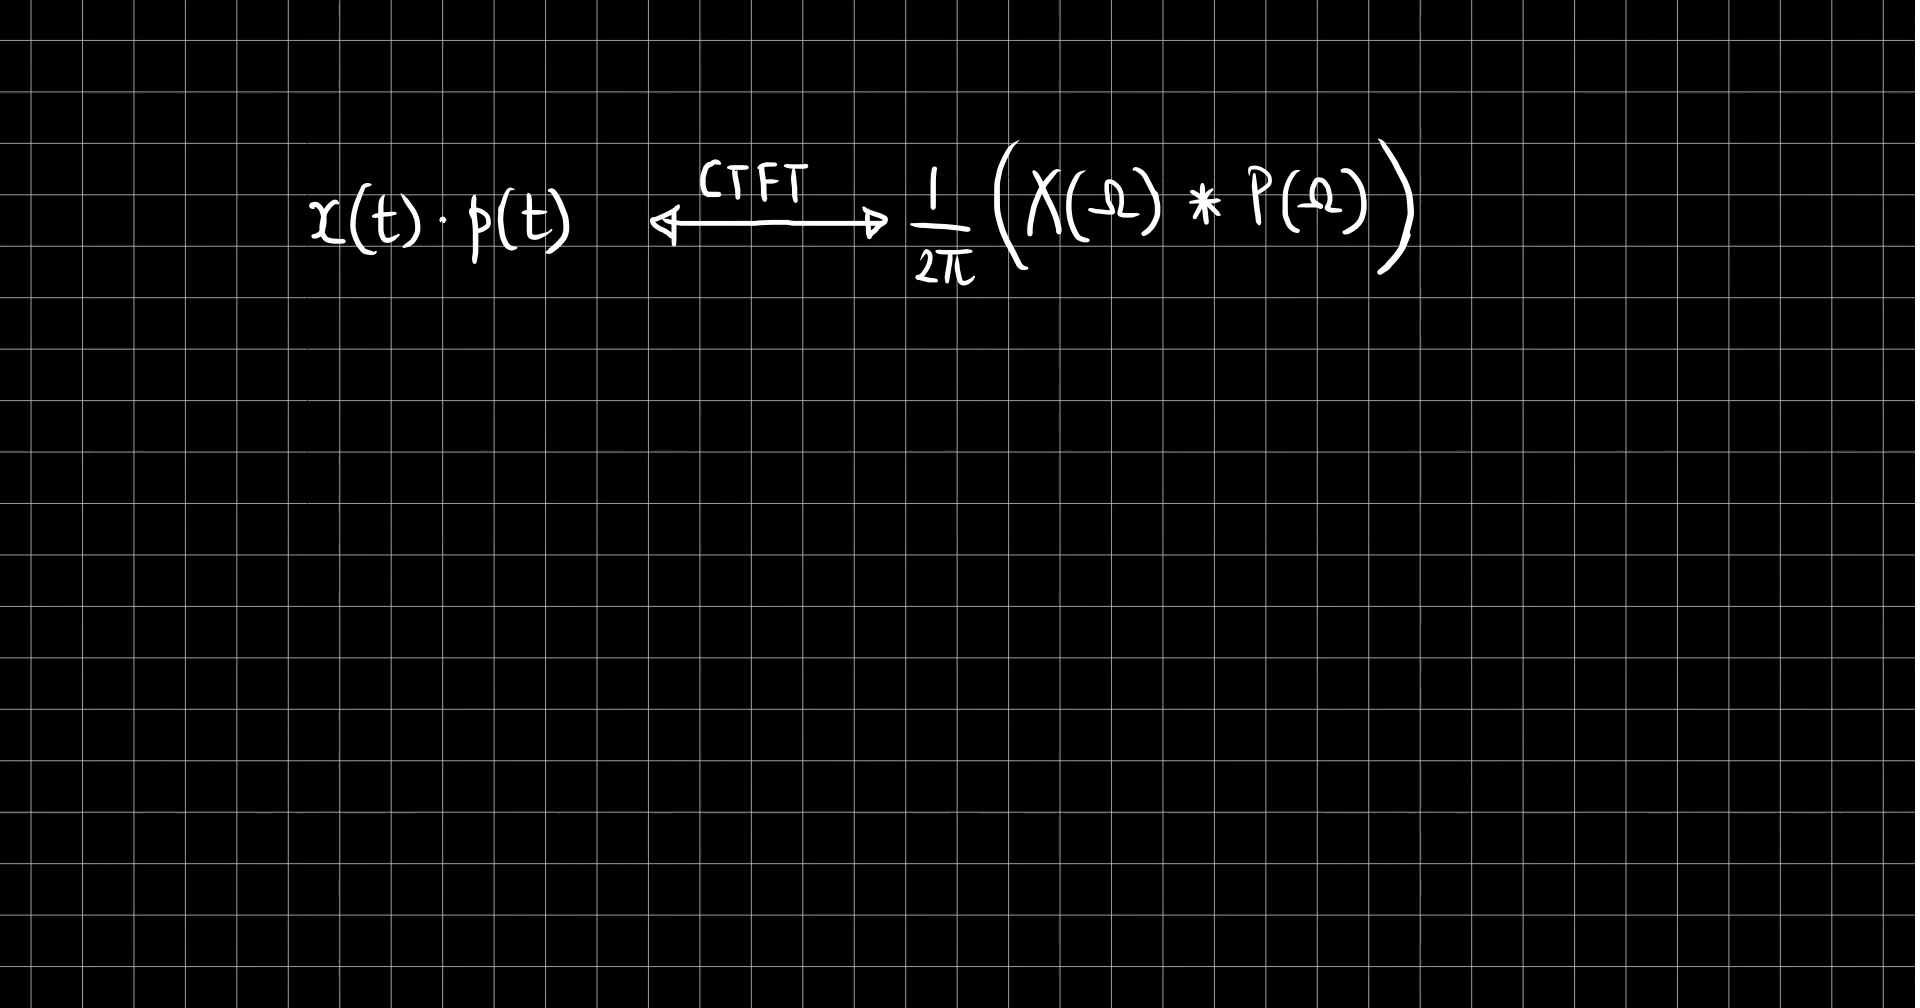 x(t) · p(t) ⟷ CTFT 1/2π (X(Ω) * P(Ω))